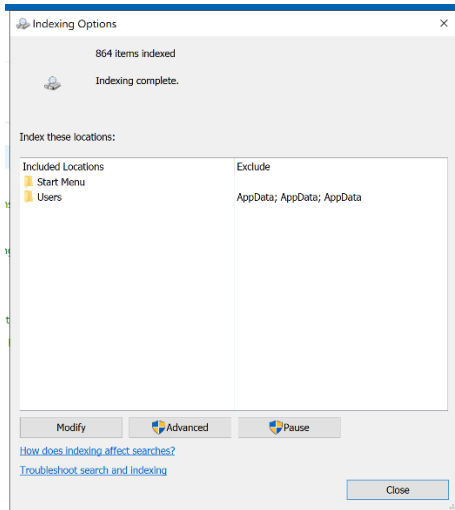 Indexing Options
864 items indexed
Indexing complete.
Index these locations:
Included Locations Exclude
Start Menu
Users AppData; AppData; AppData
Modify Advanced Pause
How does indexing affect searches?
Troubleshoot search and indexing
Close